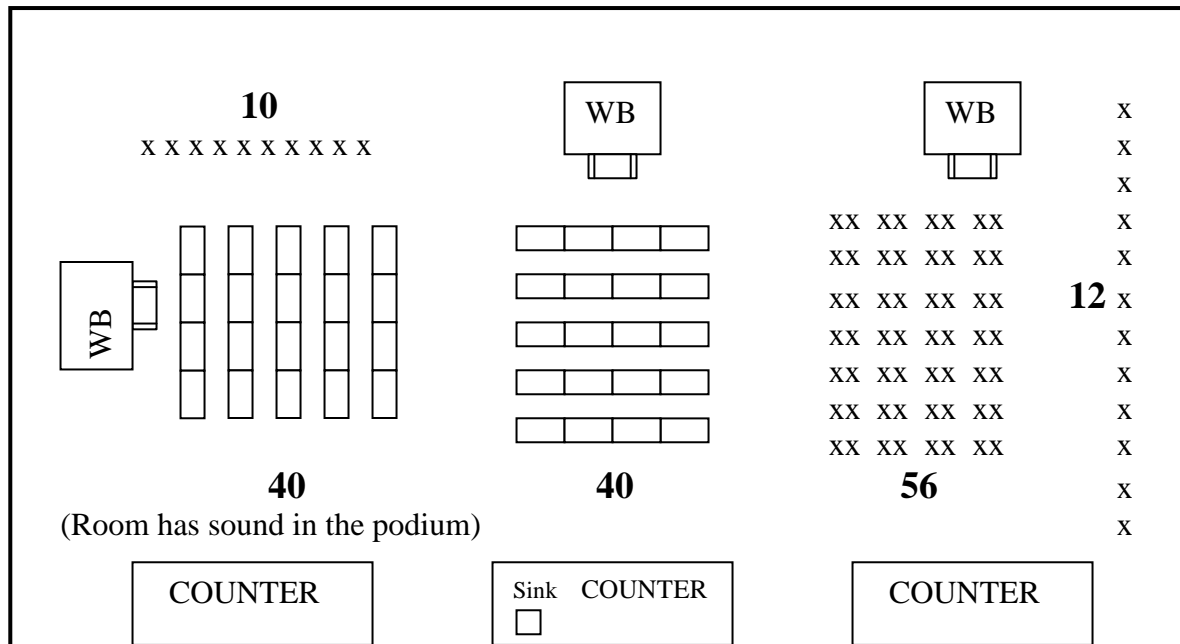 10 WB WB x
x x x x x x x x x x x
x
xx xx xx xx x
xx xx xx xx x
xx xx xx xx 12 x
WB xx xx xx xx x
xx xx xx xx x
xx xx xx xx x
xx xx xx xx x
40 40 56 x
(Room has sound in the podium) x
COUNTER Sink COUNTER COUNTER